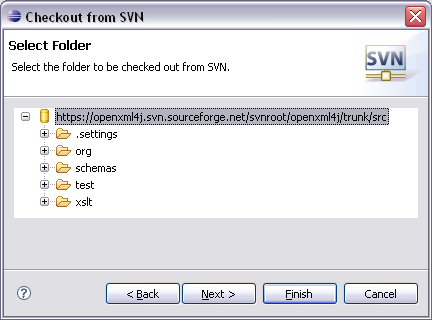 Checkout from SVN
Select Folder
Select the folder to be checked out from SVN.
SVN
https://openxml4j.svn.sourceforge.net/svnroot/openxml4j/trunk/src
.settings
org
schemas
test
xslt
?
< Back
Next >
Finish
Cancel